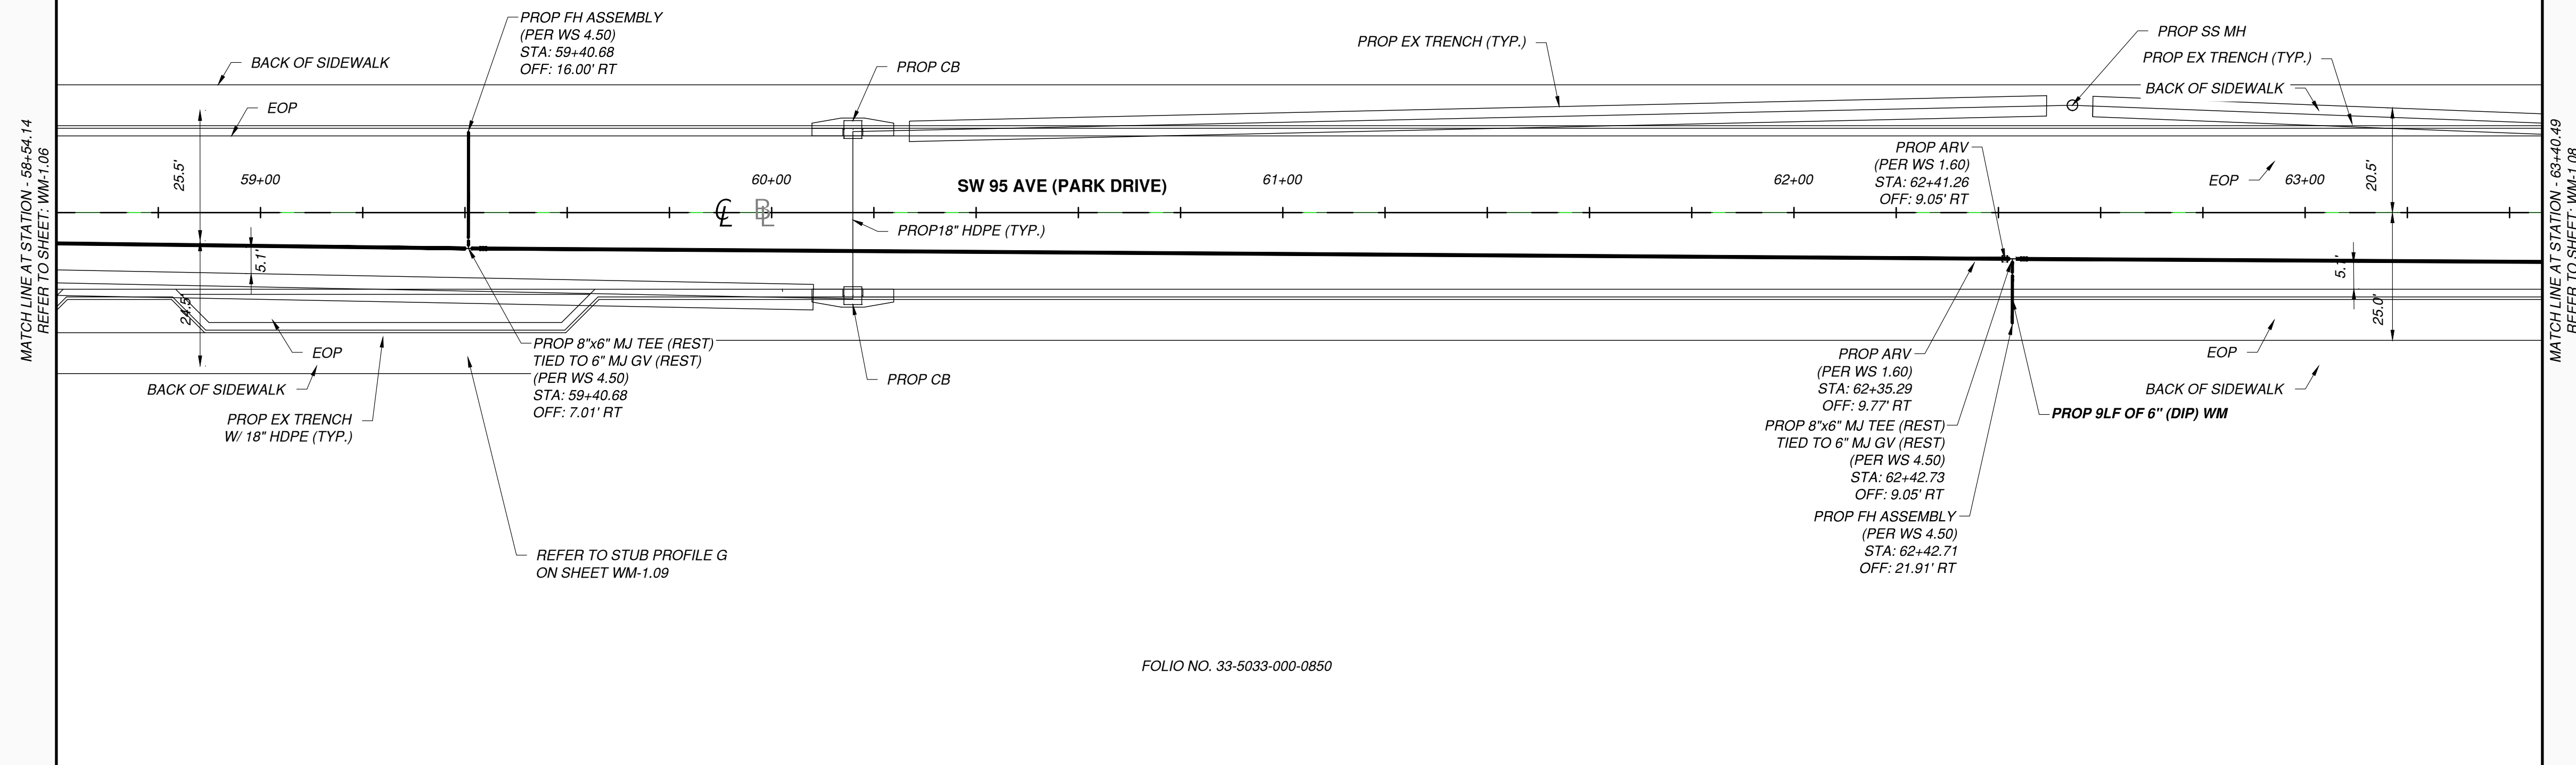 MATCH LINE AT STATION - 58+54.14
REFER TO SHEET: WM-1.06
BACK OF SIDEWALK
EOP
PROP FH ASSEMBLY
(PER WS 4.50)
STA: 59+40.68
OFF: 16.00' RT
PROP CB
PROP EX TRENCH (TYP.)
PROP SS MH
PROP EX TRENCH (TYP.)
BACK OF SIDEWALK
25.5'
59+00
60+00
SW 95 AVE (PARK DRIVE)
61+00
62+00
PROP ARV
(PER WS 1.60)
STA: 62+41.26
OFF: 9.05' RT
EOP
63+00
20.5'
CL
BL
PROP18" HDPE (TYP.)
5.1'
24.5'
5.1'
25.0'
EOP
BACK OF SIDEWALK
PROP EX TRENCH
W/ 18" HDPE (TYP.)
PROP 8"x6" MJ TEE (REST)
TIED TO 6" MJ GV (REST)
(PER WS 4.50)
STA: 59+40.68
OFF: 7.01' RT
PROP CB
PROP ARV
(PER WS 1.60)
STA: 62+35.29
OFF: 9.77' RT
PROP 8"x6" MJ TEE (REST)
TIED TO 6" MJ GV (REST)
(PER WS 4.50)
STA: 62+42.73
OFF: 9.05' RT
PROP FH ASSEMBLY
(PER WS 4.50)
STA: 62+42.71
OFF: 21.91' RT
EOP
BACK OF SIDEWALK
PROP 9LF OF 6" (DIP) WM
REFER TO STUB PROFILE G
ON SHEET WM-1.09
FOLIO NO. 33-5033-000-0850
MATCH LINE AT STATION - 63+40.49
REFER TO SHEET: WM-1.08